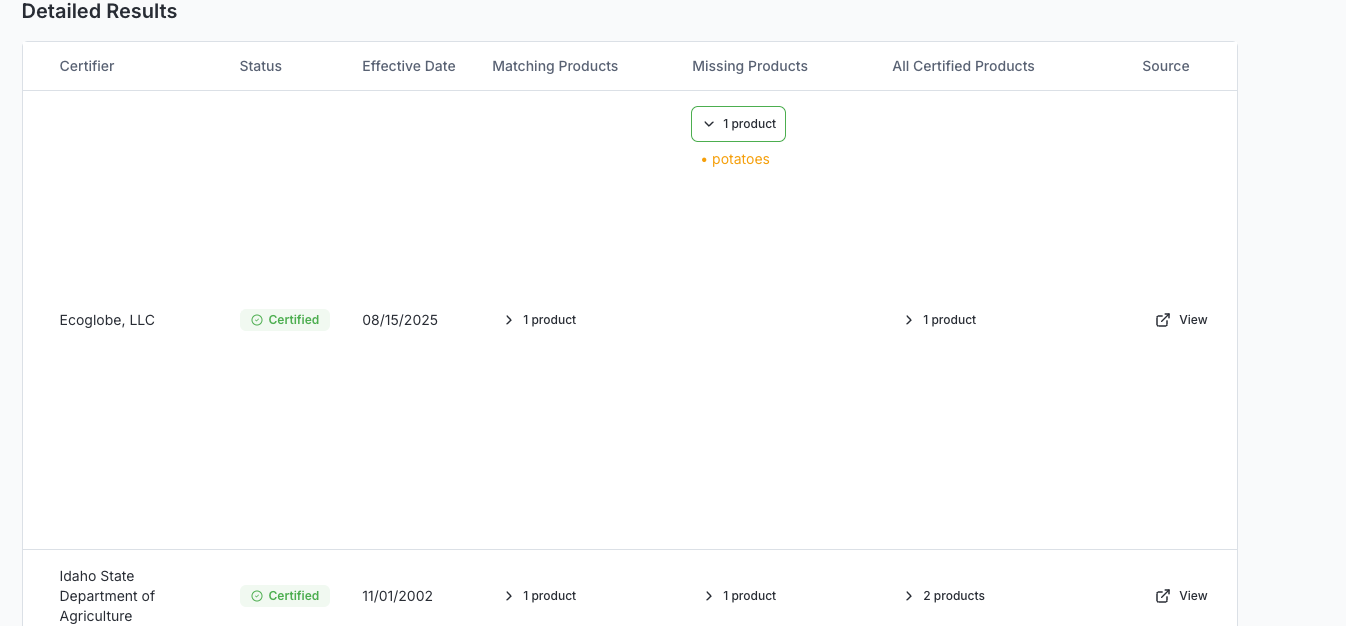 Detailed Results
Certifier Status Effective Date Matching Products Missing Products All Certified Products Source
1 product
• potatoes
Ecoglobe, LLC Certified 08/15/2025 1 product 1 product View
Idaho State
Department of
Agriculture
Certified 11/01/2002 1 product 1 product 2 products View